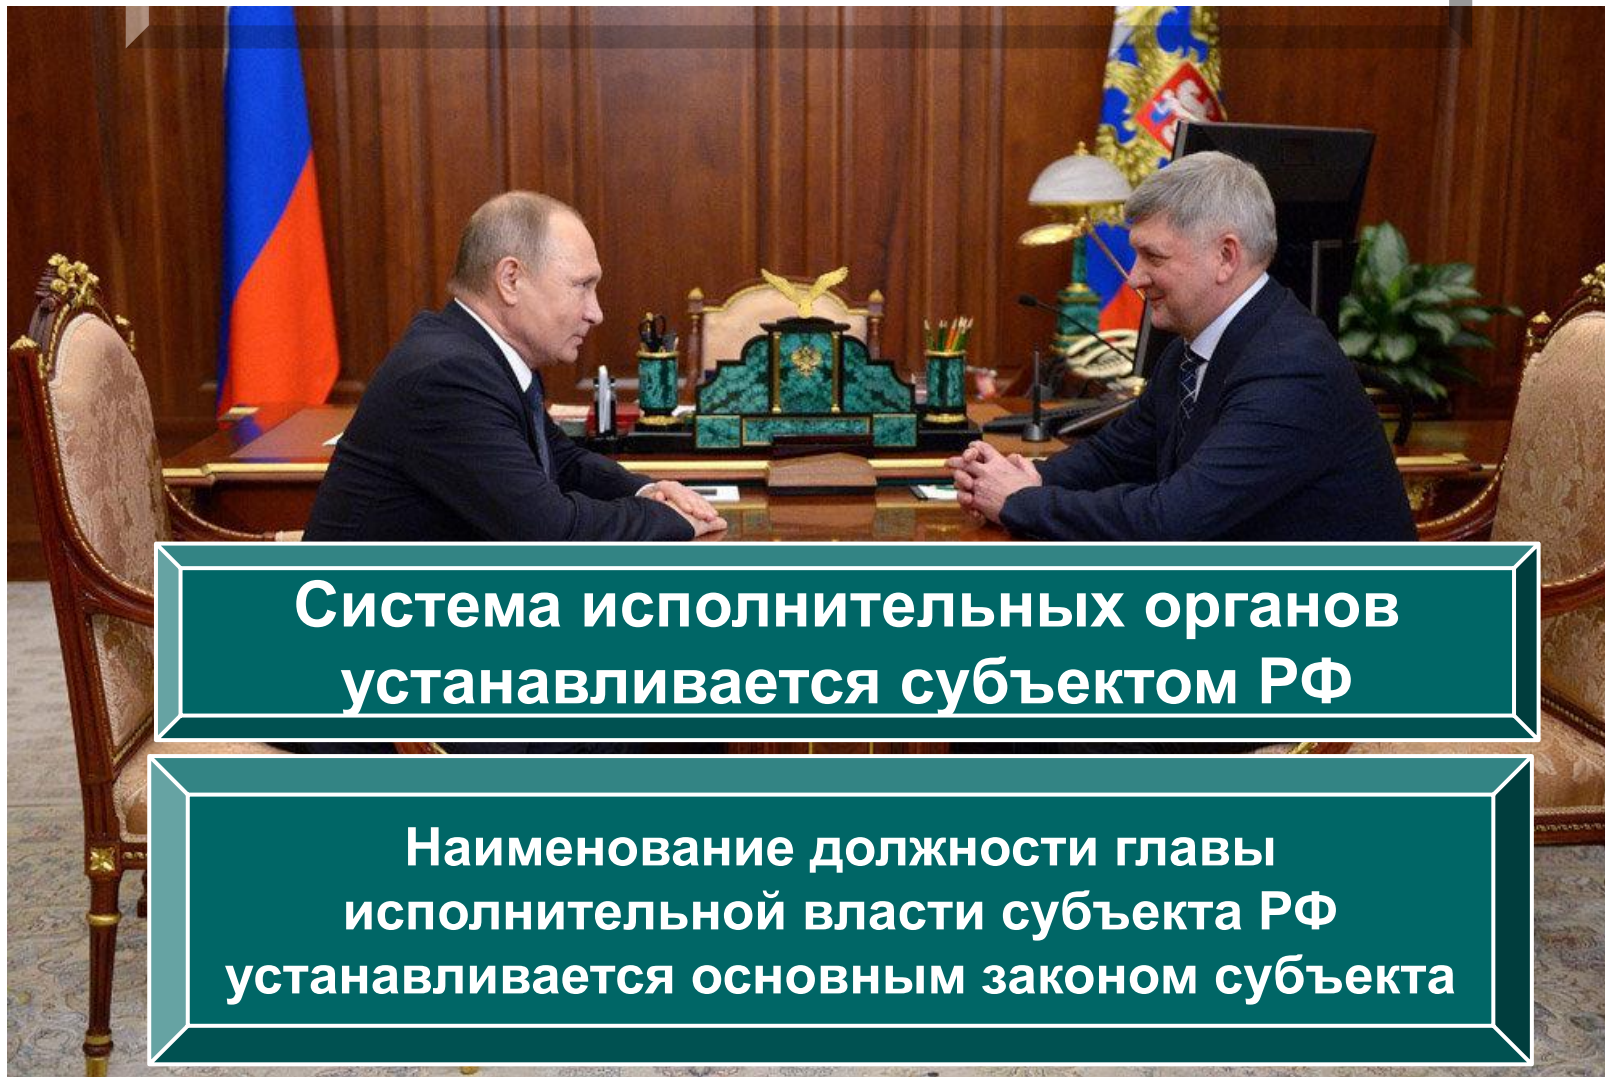 Система исполнительных органов
устанавливается субъектом РФ
Наименование должности главы
исполнительной власти субъекта РФ
устанавливается основным законом субъекта